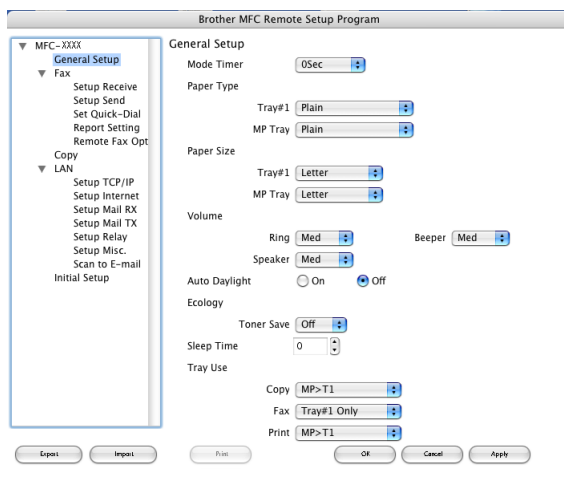 Brother MFC Remote Setup Program
MFC-XXXX
General Setup
Fax
Setup Receive
Setup Send
Set Quick-Dial
Report Setting
Remote Fax Opt
Copy
LAN
Setup TCP/IP
Setup Internet
Setup Mail RX
Setup Mail TX
Setup Relay
Setup Misc.
Scan to E-mail
Initial Setup
General Setup
Mode Timer 0Sec
Paper Type
Tray#1 Plain
MP Tray Plain
Paper Size
Tray#1 Letter
MP Tray Letter
Volume
Ring Med Beeper Med
Speaker Med
Auto Daylight On Off
Ecology
Toner Save Off
Sleep Time 0
Tray Use
Copy MP>T1
Fax Tray#1 Only
Print MP>T1
Export Import Print OK Cancel Apply